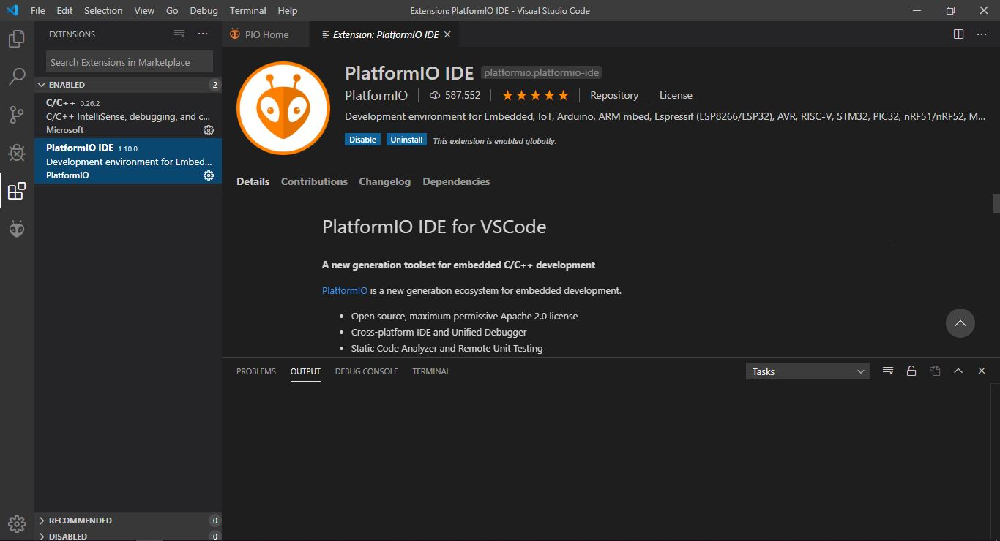 File Edit Selection View Go Debug Terminal Help
Extension: PlatformIO IDE - Visual Studio Code
EXTENSIONS
Search Extensions in Marketplace
ENABLED 2
C/C++ 0.26.2
C/C++ IntelliSense, debugging, and c...
Microsoft
PlatformIO IDE 1.10.0
Development environment for Embed...
PlatformIO
RECOMMENDED 0
DISABLED 0
PIO Home
Extension: PlatformIO IDE
PlatformIO IDE platformio.platformio-ide
PlatformIO 587,552 Repository License
Development environment for Embedded, IoT, Arduino, ARM mbed, Espressif (ESP8266/ESP32), AVR, RISC-V, STM32, PIC32, nRF51/nRF52, M...
Disable Uninstall This extension is enabled globally.
Details Contributions Changelog Dependencies
PlatformIO IDE for VSCode
A new generation toolset for embedded C/C++ development
PlatformIO is a new generation ecosystem for embedded development.
• Open source, maximum permissive Apache 2.0 license
• Cross-platform IDE and Unified Debugger
• Static Code Analyzer and Remote Unit Testing
PROBLEMS OUTPUT DEBUG CONSOLE TERMINAL
Tasks